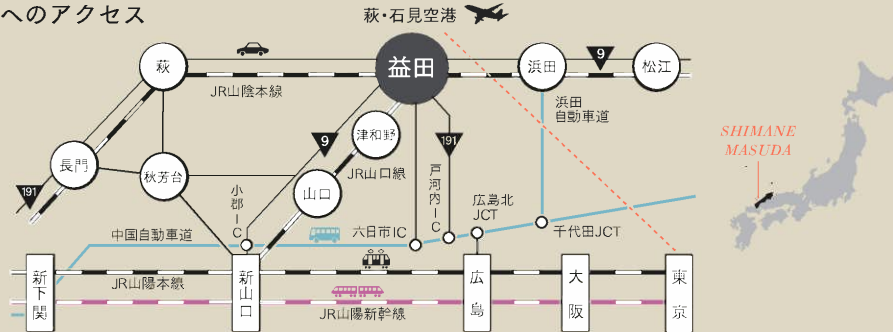 へのアクセス
萩・石見空港
萩
益田
浜田
9
松江
JR山陰本線
浜田
自動車道
長門
191
秋芳台
9
津和野
JR山口線
山口
191
小郡IC
戸河内IC
広島北
JCT
中国自動車道
六日市IC
千代田JCT
SHIMANE
MASUDA
新下関
JR山陽本線
新山口
JR山陽新幹線
広島
大阪
東京